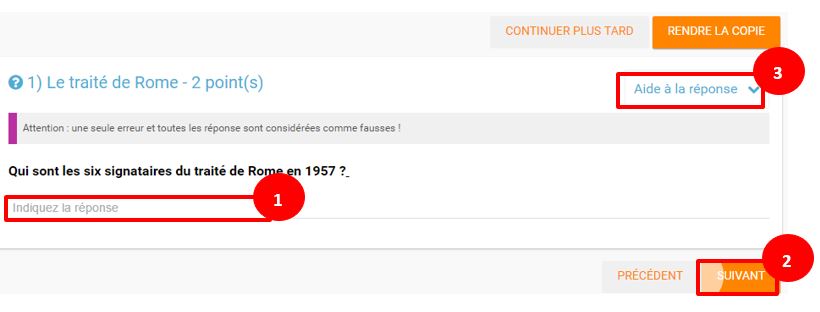 CONTINUER PLUS TARD
RENDRE LA COPIE
3
? 1) Le traité de Rome - 2 point(s)
Aide à la réponse
Attention : une seule erreur et toutes les réponse sont considérées comme fausses !
Qui sont les six signataires du traité de Rome en 1957 ?
Indiquez la réponse
1
2
PRÉCÉDENT
SUIVANT